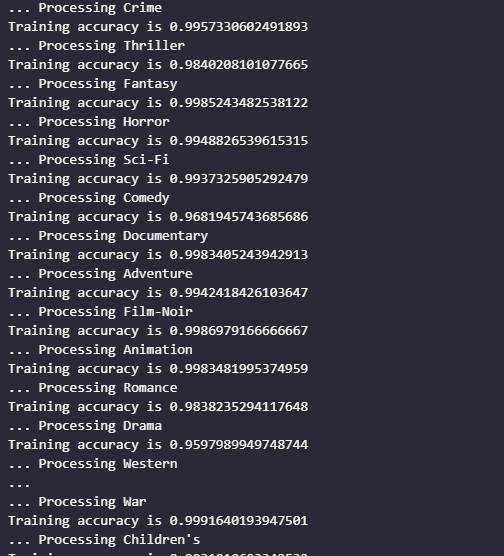 ... Processing Crime
Training accuracy is 0.9957330602491893
... Processing Thriller
Training accuracy is 0.9840208101077665
... Processing Fantasy
Training accuracy is 0.9985243482538122
... Processing Horror
Training accuracy is 0.9948826539615315
... Processing Sci-Fi
Training accuracy is 0.9937325905292479
... Processing Comedy
Training accuracy is 0.9681945743685686
... Processing Documentary
Training accuracy is 0.9983405243942913
... Processing Adventure
Training accuracy is 0.9942418426103647
... Processing Film-Noir
Training accuracy is 0.9986979166666667
... Processing Animation
Training accuracy is 0.9983481995374959
... Processing Romance
Training accuracy is 0.9838235294117648
... Processing Drama
Training accuracy is 0.9597989949748744
... Processing Western
...
... Processing War
Training accuracy is 0.9991640193947501
... Processing Children's
Training accuracy is